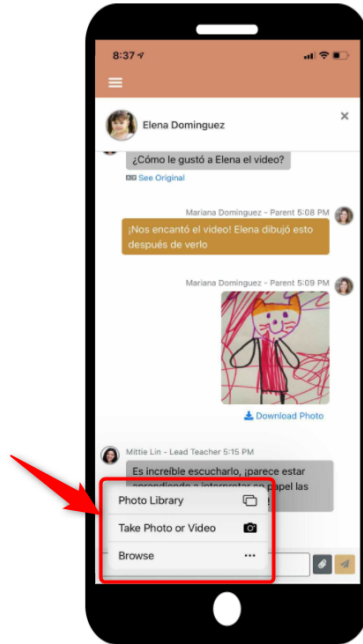 8:37
Elena Dominguez
×
¿Cómo le gustó a Elena el video?
See Original
Mariana Dominguez - Parent 5:08 PM
¡Nos encantó el video! Elena dibujó esto
después de verlo
Mariana Dominguez - Parent 5:09 PM
Download Photo
Mittie Lin - Lead Teacher 5:15 PM
Es increíble escucharlo, ¡parece estar
papel las
Photo Library
Take Photo or Video
Browse